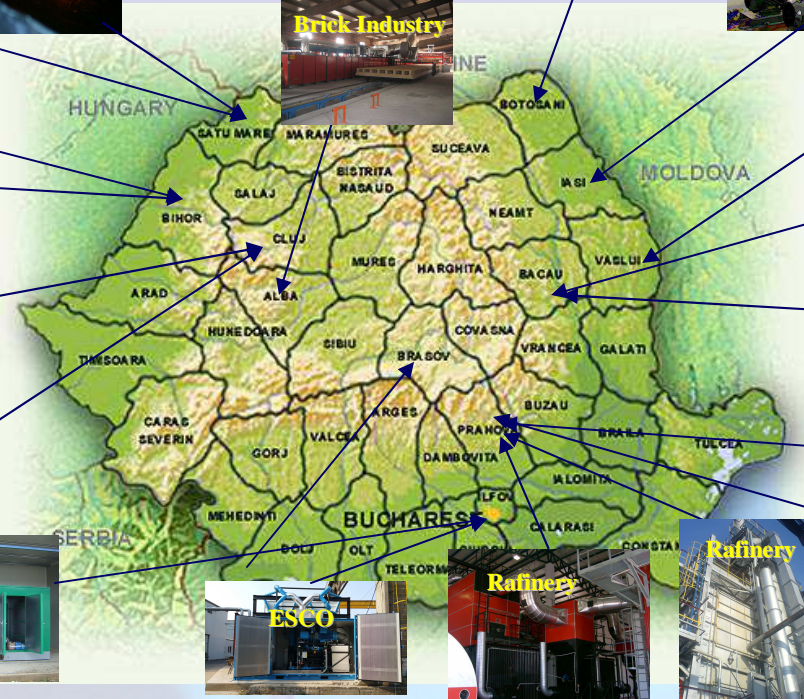 Brick Industry
INE
HUNGARY
BOTOSANI
SATU MARE
MARAMURES
SUCEAVA
MOLDOVA
BISTRITA
NASAUD
IASI
SALAJ
NEAMT
BIHOR
CLUJ
MURES
HARGHITA
BACAU
VASLUI
ARAD
ALBA
HUNEDOARA
SIBIU
COVASNA
BRASOV
VRANCEA
GALATI
TIMISOARA
CARAS
SEVERIN
ARGES
BUZAU
VALCEA
PRAHOVA
BRAILA
TULCEA
GORJ
DAMBOVITA
IALOMITA
ILFOV
MEHEDINTI
BUCHAREST
CALARASI
SERBIA
DOLJ
OLT
CONSTAN
TELEORM
Rafinery
Rafinery
ESCO